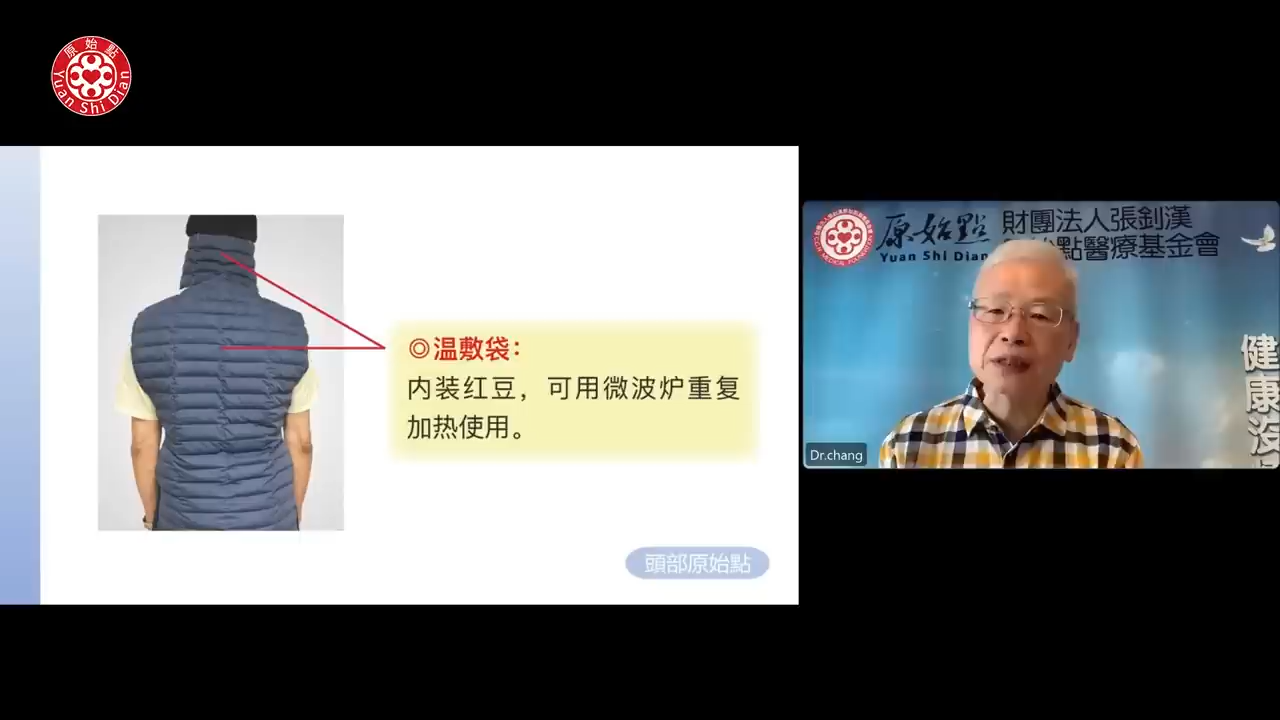 原始點
Yuan Shi Dian
◎温敷袋：
内装红豆，可用微波炉重复
加热使用。
頭部原始點
原始點
Yuan Shi Dian
財團法人張釗漢
始點醫療基金會
健康沒
Dr.chang